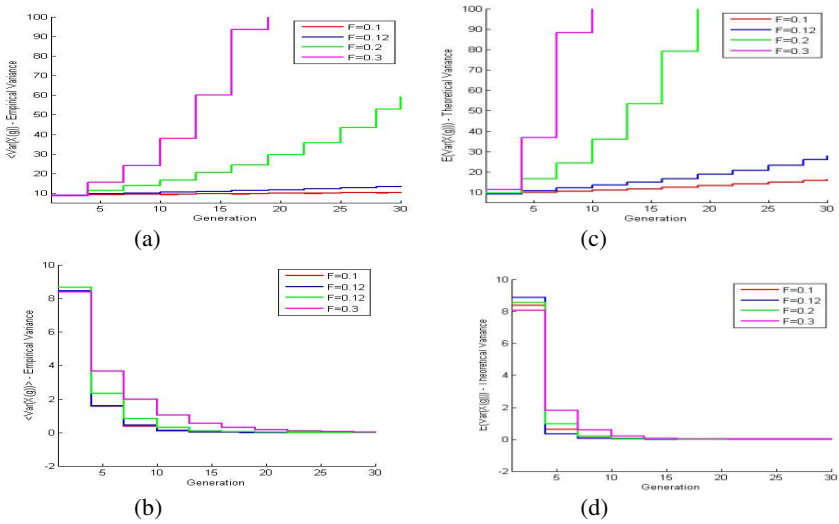 <Var(X(g)) - Empirical Variance
100
90
80
70
60
50
40
30
20
10
5 10 15 20 25 30
Generation
F=0.1
F=0.12
F=0.2
F=0.3
(a)
E(Var(X(g))) - Theoretical Variance
100
90
80
70
60
50
40
30
20
10
5 10 15 20 25 30
Generation
F=0.1
F=0.12
F=0.2
F=0.3
(c)
<Var(X(g))> - Empirical Variance
10
8
6
4
2
0
-2
5 10 15 20 25 30
Generation
F=0.1
F=0.12
F=0.12
F=0.3
(b)
E(Var(X(g))) - Theoretical Variance
10
8
6
4
2
0
-2
5 10 15 20 25 30
Generation
F=0.1
F=0.12
F=0.2
F=0.3
(d)